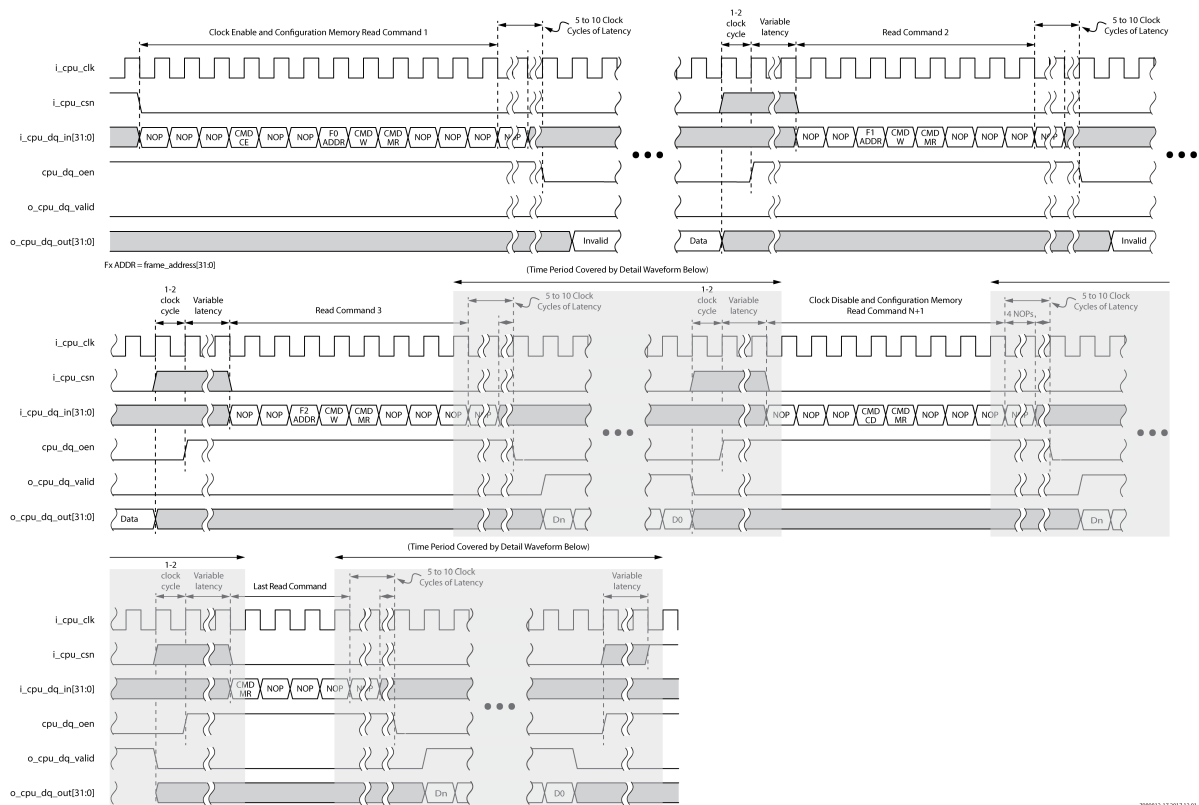 1-2 clock cycle
Variable latency
5 to 10 Clock Cycles of Latency
5 to 10 Clock Cycles of Latency
Clock Enable and Configuration Memory Read Command 1
Read Command 2
i_cpu_clk
i_cpu_csn
i_cpu_dq_in[31:0] NOP NOP NOP CMD CE NOP NOP F0 ADDR CMD W CMD MR NOP NOP NOP NOP NOP NOP F1 ADDR CMD W CMD MR NOP NOP NOP NOP
cpu_dq_oen
o_cpu_dq_valid
o_cpu_dq_out[31:0] Invalid Data Invalid
Fx ADDR = frame_address[31:0]
(Time Period Covered by Detail Waveform Below)
1-2 clock cycle
Variable latency
Read Command 3
5 to 10 Clock Cycles of Latency
1-2 clock cycle
Variable latency
Clock Disable and Configuration Memory Read Command N+1
4 NOPs
5 to 10 Clock Cycles of Latency
i_cpu_clk
i_cpu_csn
i_cpu_dq_in[31:0] NOP NOP F2 ADDR CMD W CMD MR NOP NOP NOP NOP NOP NOP NOP CMD CD CMD MR NOP NOP NOP NOP
cpu_dq_oen
o_cpu_dq_valid
o_cpu_dq_out[31:0] Data Dn D0 Dn
(Time Period Covered by Detail Waveform Below)
1-2 clock cycle
Variable latency
Last Read Command
5 to 10 Clock Cycles of Latency
Variable latency
i_cpu_clk
i_cpu_csn
i_cpu_dq_in[31:0] CMD MR NOP NOP NOP NOP
cpu_dq_oen
o_cpu_dq_valid
o_cpu_dq_out[31:0] Dn D0